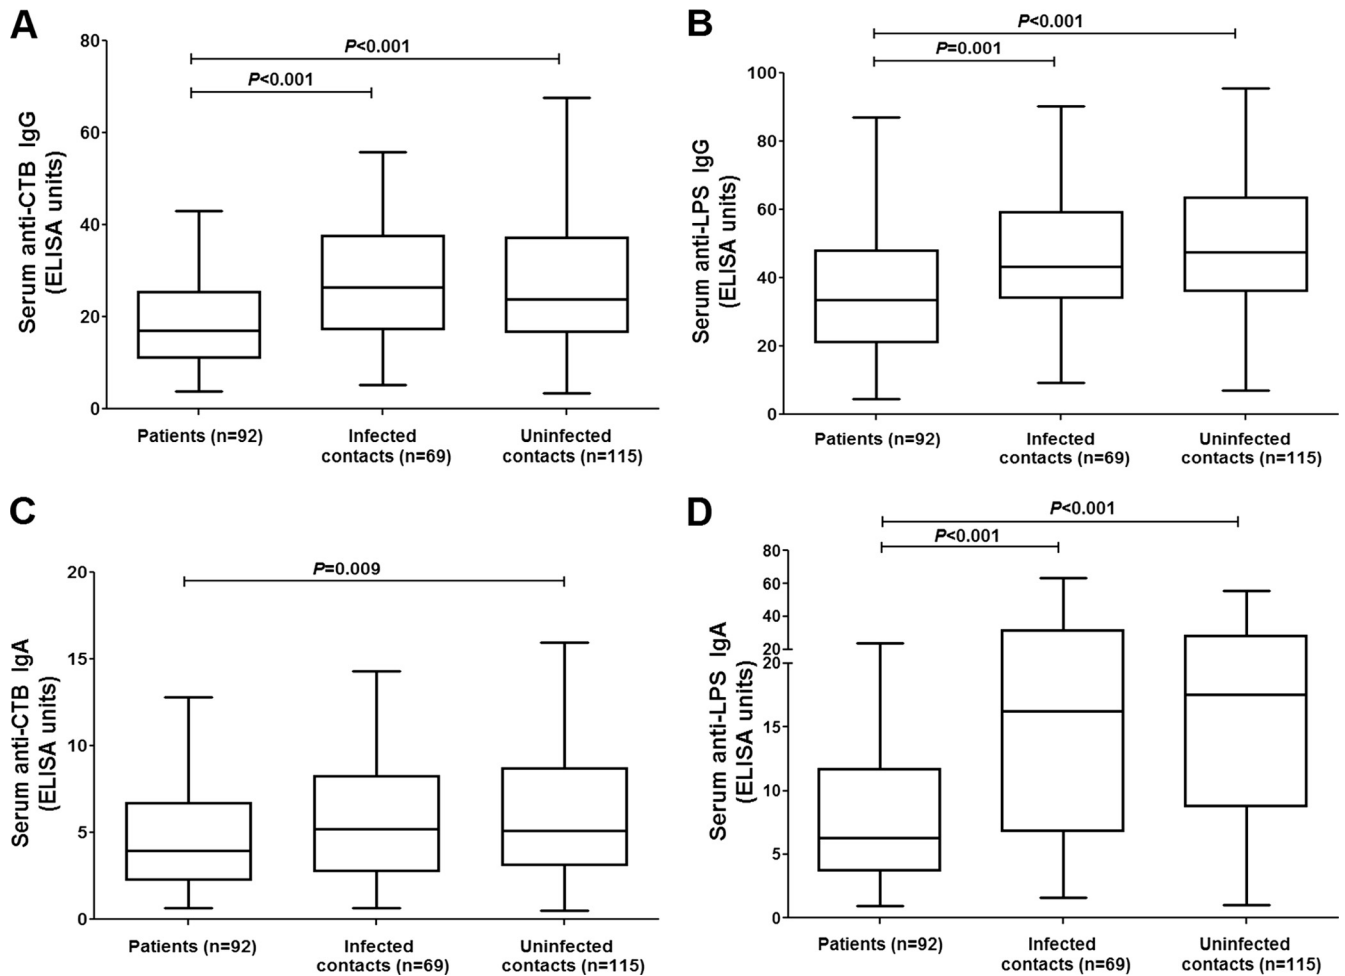 A
Serum anti-CTB IgG
(ELISA units)
80
60
40
20
0
P<0.001
P<0.001
Patients (n=92)
Infected
contacts (n=69)
Uninfected
contacts (n=115)
B
Serum anti-LPS IgG
(ELISA units)
100
80
60
40
20
0
P<0.001
P=0.001
Patients (n=92)
Infected
contacts (n=69)
Uninfected
contacts (n=115)
C
Serum anti-CTB IgA
(ELISA units)
20
15
10
5
0
P=0.009
Patients (n=92)
Infected
contacts (n=69)
Uninfected
contacts (n=115)
D
Serum anti-LPS IgA
(ELISA units)
80
60
40
20
20
15
10
5
0
P<0.001
P<0.001
Patients (n=92)
Infected
contacts (n=69)
Uninfected
contacts (n=115)